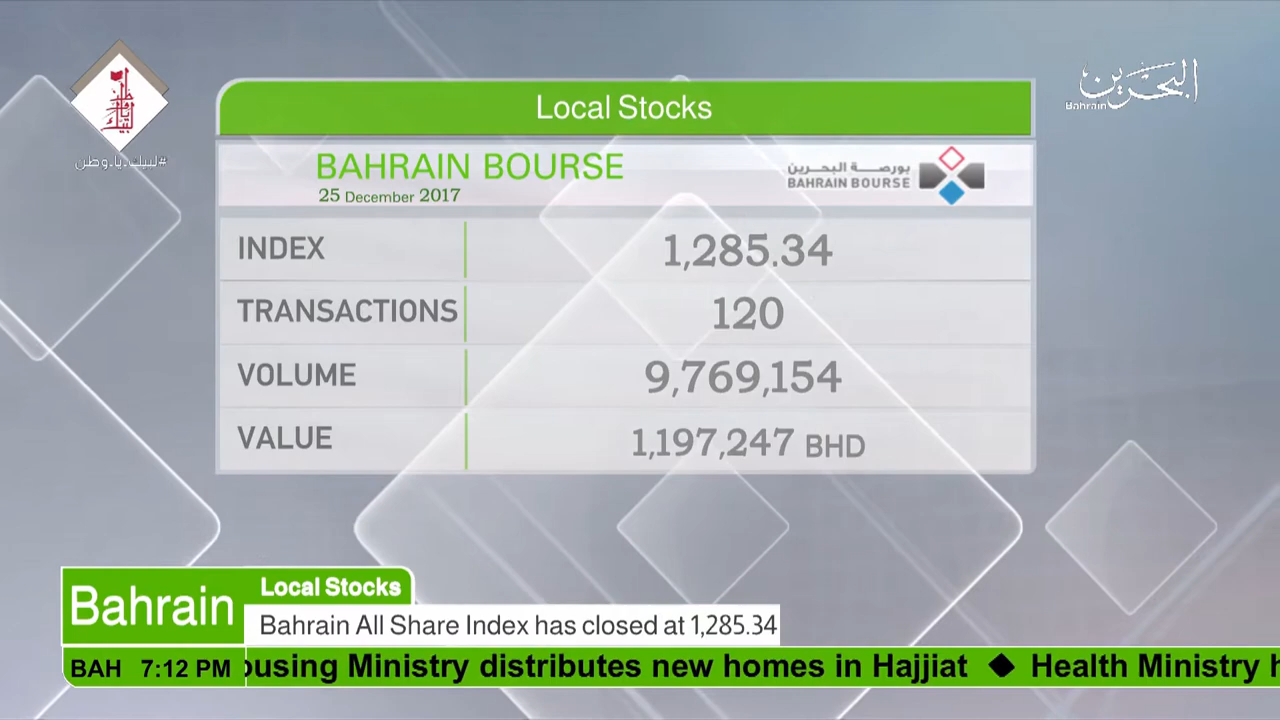 #لبيك_يا_وطن
البحرين
Bahrain
Local Stocks
BAHRAIN BOURSE
25 December 2017
بورصة البحرين
BAHRAIN BOURSE
INDEX 1,285.34
TRANSACTIONS 120
VOLUME 9,769,154
VALUE 1,197,247 BHD
Bahrain
Local Stocks
Bahrain All Share Index has closed at 1,285.34
BAH 7:12 PM ousing Ministry distributes new homes in Hajjiat ◆ Health Ministry